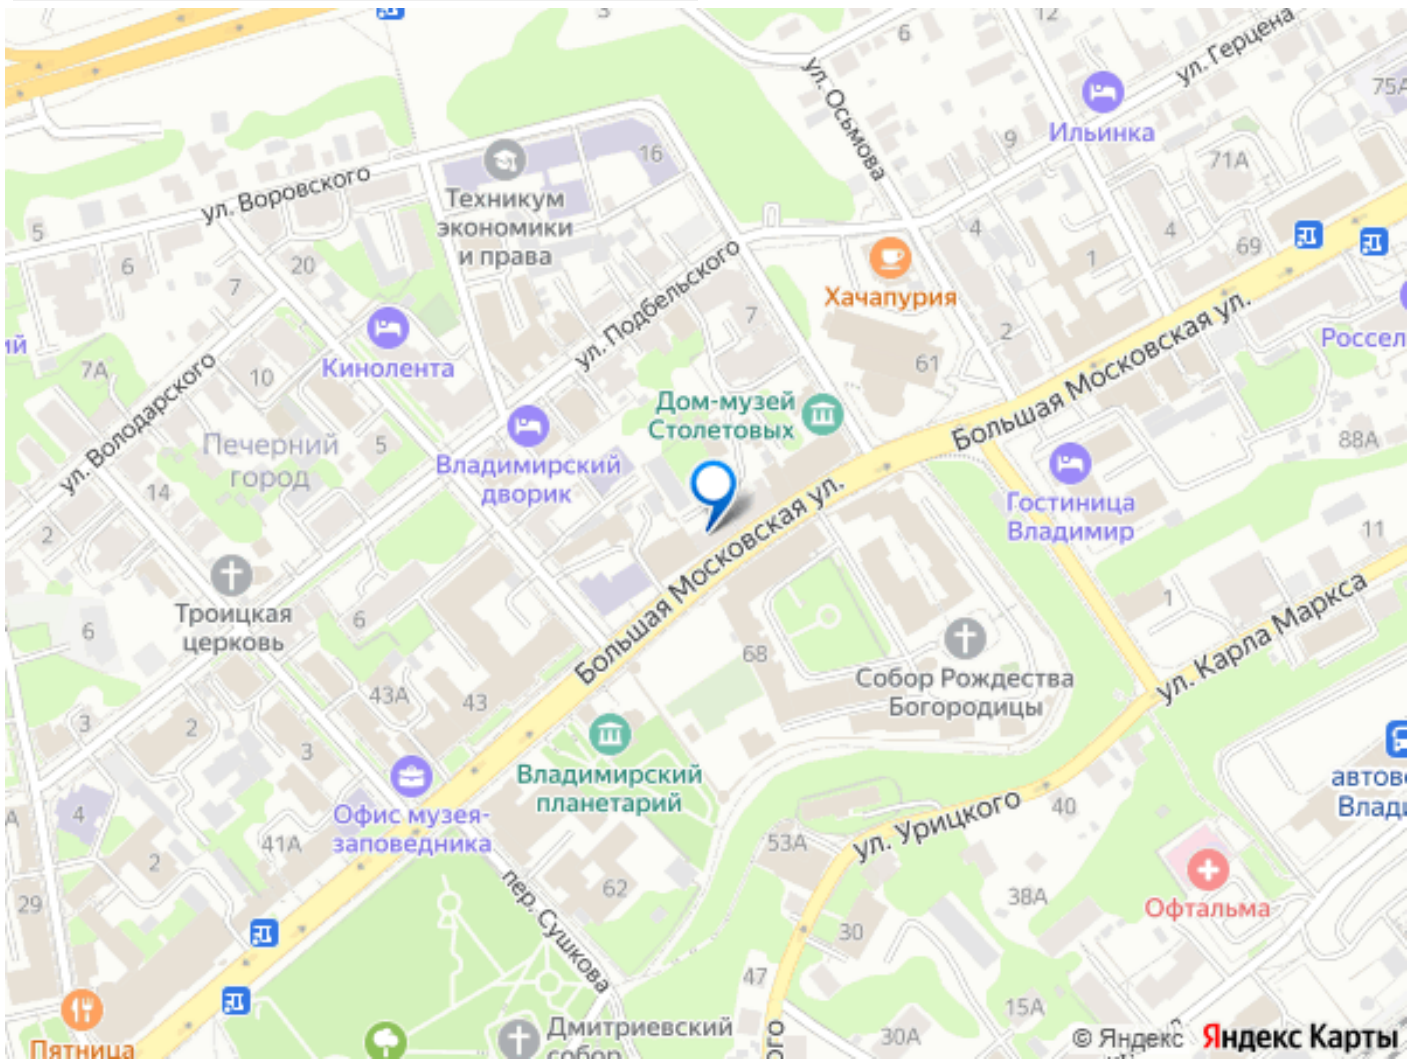 3
12
6
ул. Герцена
75А
ул. Осьмова
Ильинка
9
71А
16
Техникум
экономики
и права
ул. Воровского
5
6
20
7
4
4
69
1
Хачапурия
ул. Подбельского
7
2
61
Большая Московская ул.
Россел
ий
7А
Кинолента
10
ул. Володарского
Печерний
город
5
14
2
Дом-музей
Столетовых
88А
Владимирский
дворик
Гостиница
Владимир
11
Большая Московская ул.
Троицкая
церковь
6
6
1
ул. Карла Маркса
68
Собор Рождества
Богородицы
43А
43
3
2
3
Владимирский
планетарий
автово
Влади
Офис музея-
заповедника
4
А
2
41А
ул. Урицкого
40
53А
62
пер. Сушкова
38А
Офтальма
29
30
47
15А
30А
ого
Дмитриевский
собор
Пятница
© Яндекс Яндекс Карты